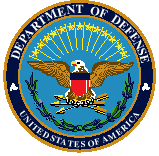 DEPARTMENT OF DEFENSE
UNITED STATES OF AMERICA